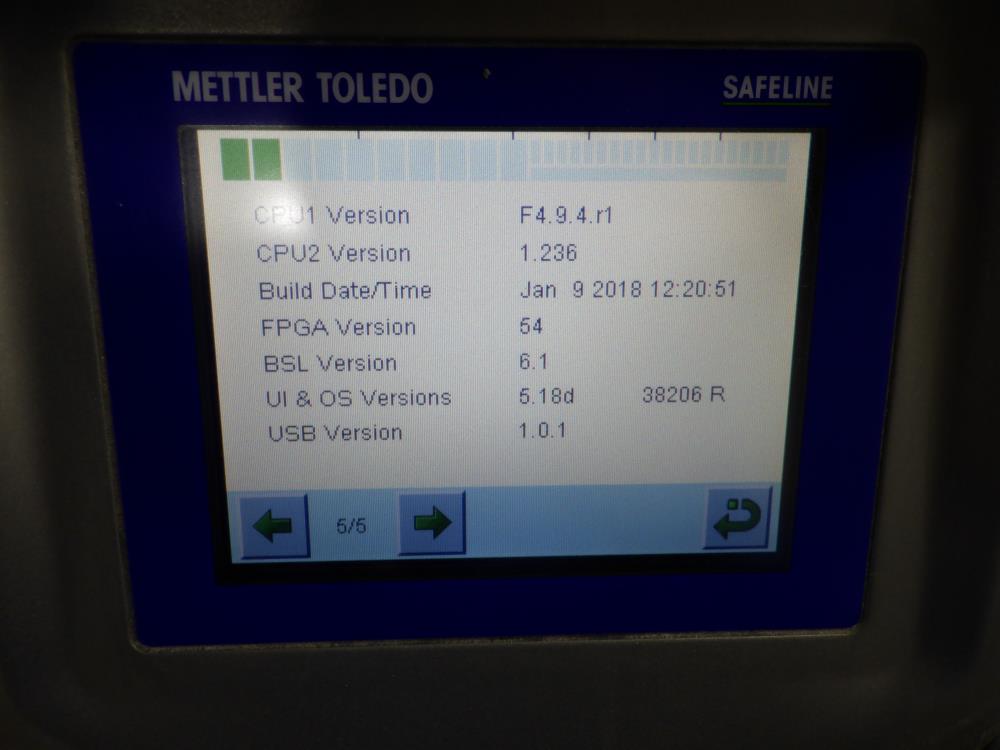 METTLER TOLEDO SAFELINE
CPU1 Version F4.9.4.r1
CPU2 Version 1.236
Build Date/Time Jan 9 2018 12:20:51
FPGA Version 54
BSL Version 6.1
UI & OS Versions 5.18d 38206 R
USB Version 1.0.1
5/5